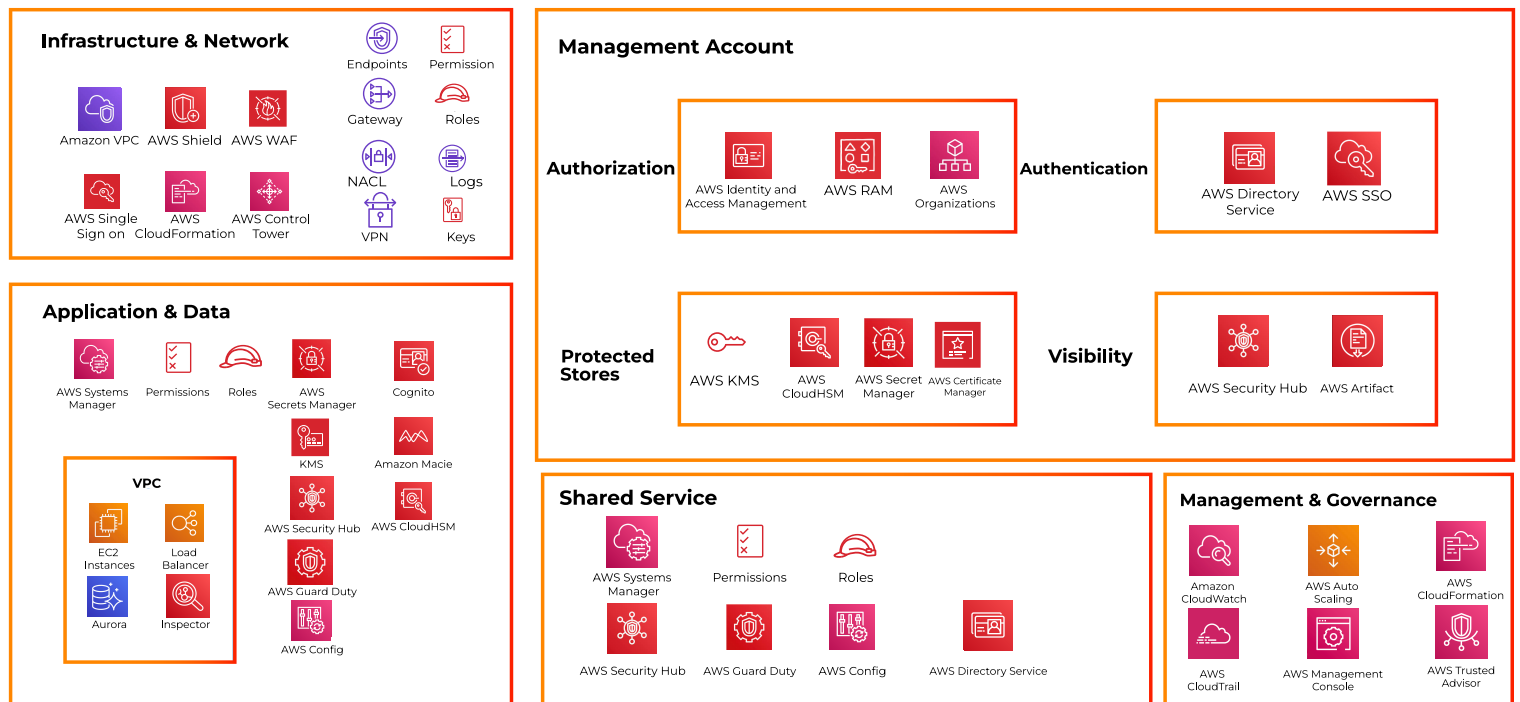 Infrastructure & Network
Endpoints
Permission
Amazon VPC
AWS Shield
AWS WAF
Gateway
Roles
NACL
Logs
AWS Single
Sign on
AWS
CloudFormation
AWS Control
Tower
VPN
Keys
Management Account
Authorization
AWS Identity and
Access Management
AWS RAM
AWS
Organizations
Authentication
AWS Directory
Service
AWS SSO
Protected
Stores
AWS KMS
AWS
CloudHSM
AWS Secret
Manager
AWS Certificate
Manager
Visibility
AWS Security Hub
AWS Artifact
Application & Data
AWS Systems
Manager
Permissions
Roles
AWS
Secrets Manager
Cognito
KMS
Amazon Macie
AWS Security Hub
AWS CloudHSM
AWS Guard Duty
AWS Config
VPC
EC2
Instances
Load
Balancer
Aurora
Inspector
Shared Service
AWS Systems
Manager
Permissions
Roles
AWS Security Hub
AWS Guard Duty
AWS Config
AWS Directory Service
Management & Governance
Amazon
CloudWatch
AWS Auto
Scaling
AWS
CloudFormation
AWS
CloudTrail
AWS Management
Console
AWS Trusted
Advisor